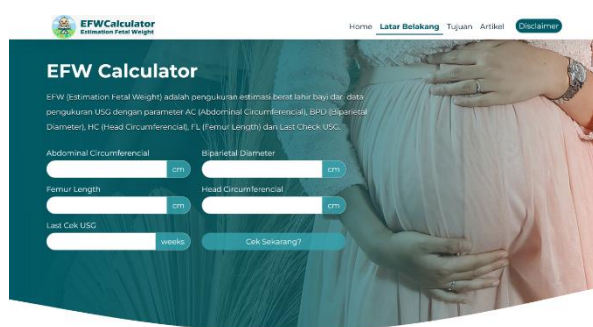 EFWCalculator
Estimation Fetal Weight
Home Latar Belakang Tujuan Artikel Disclaimer
EFW Calculator
EFW (Estimation Fetal Weight) adalah pengukuran estimasi berat lahir bayi dari data
pengukuran USG dengan parameter AC (Abdominal Circumferencial), BPD (Biparietal
Diameter), HC (Head Circumferencial), FL (Femur Length) dan Last Check USG.
Abdominal Circumferencial Biparietal Diameter
cm cm
Femur Length Head Circumferencial
cm cm
Last Cek USG
weeks Cek Sekarang?